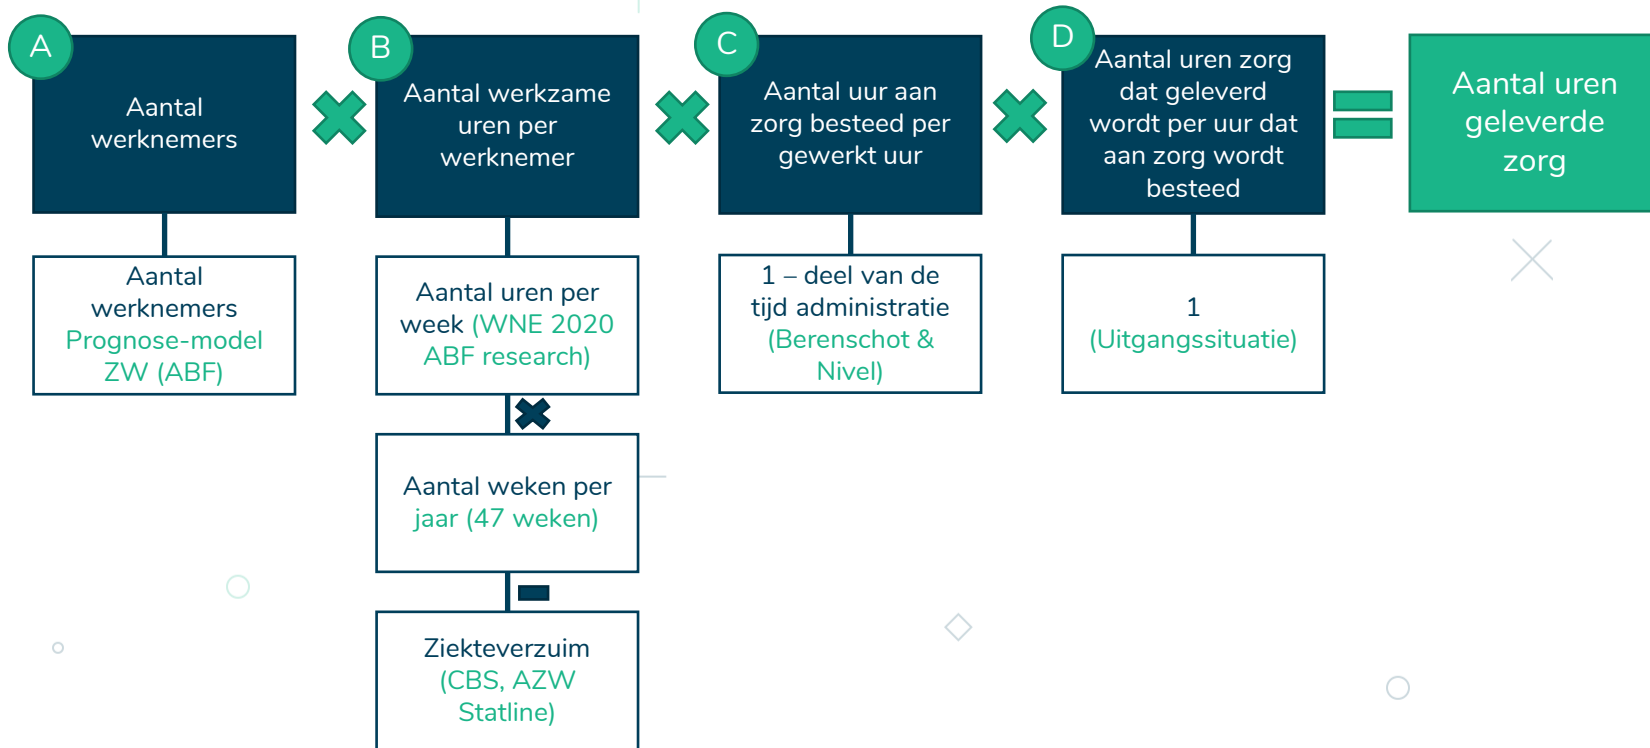 A
Aantal
werknemers
B
Aantal werkzame
uren per
werknemer
C
Aantal uur aan
zorg besteed per
gewerkt uur
D
Aantal uren zorg
dat geleverd
wordt per uur dat
aan zorg wordt
besteed
Aantal uren
geleverde
zorg
Aantal
werknemers
Prognose-model
ZW (ABF)
Aantal uren per
week (WNE 2020
ABF research)
1 – deel van de
tijd administratie
(Berenschot &
Nivel)
1
(Uitgangssituatie)
Aantal weken per
jaar (47 weken)
Ziekteverzuim
(CBS, AZW
Statline)